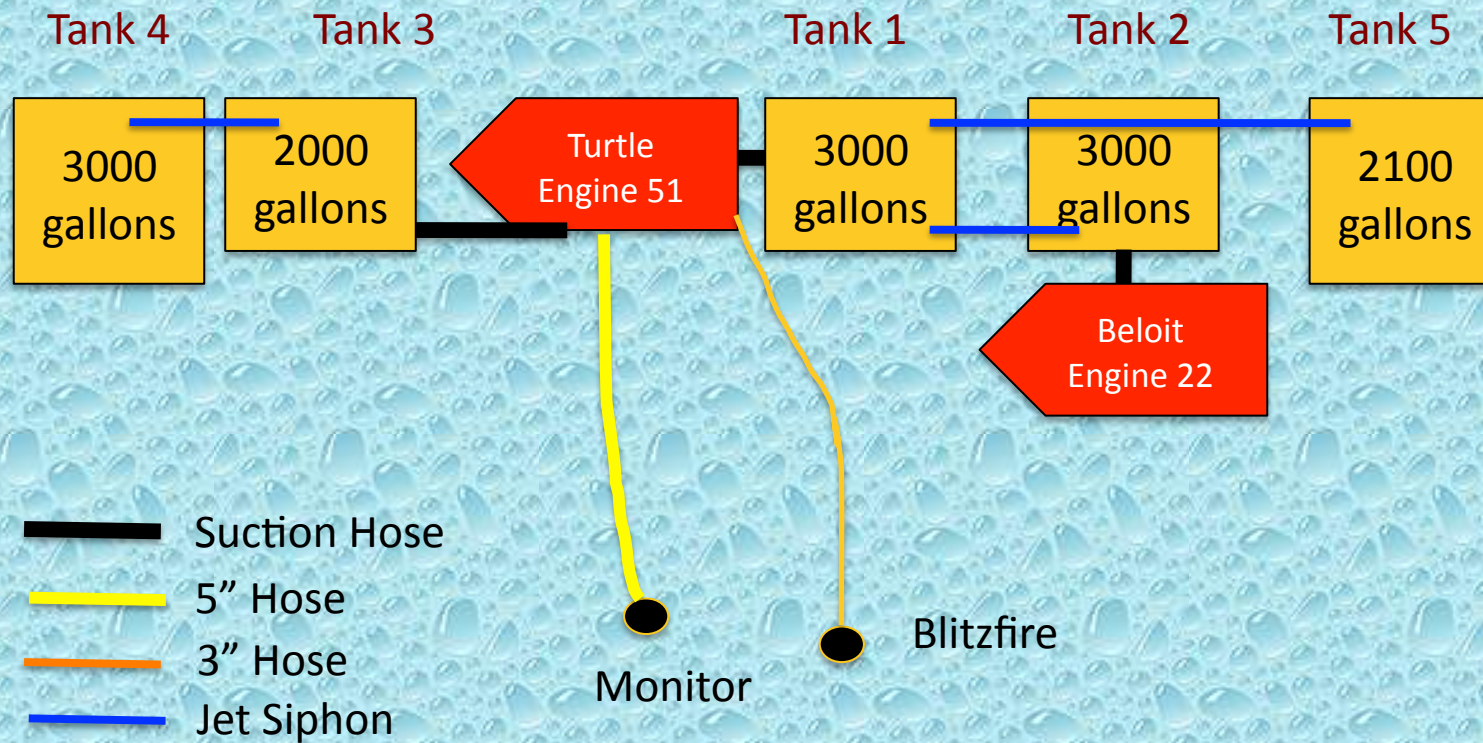 Tank 4
Tank 3
Tank 1
Tank 2
Tank 5
3000
gallons
2000
gallons
Turtle
Engine 51
3000
gallons
3000
gallons
2100
gallons
Beloit
Engine 22
Suction Hose
5” Hose
3” Hose
Jet Siphon
Monitor
Blitzfire